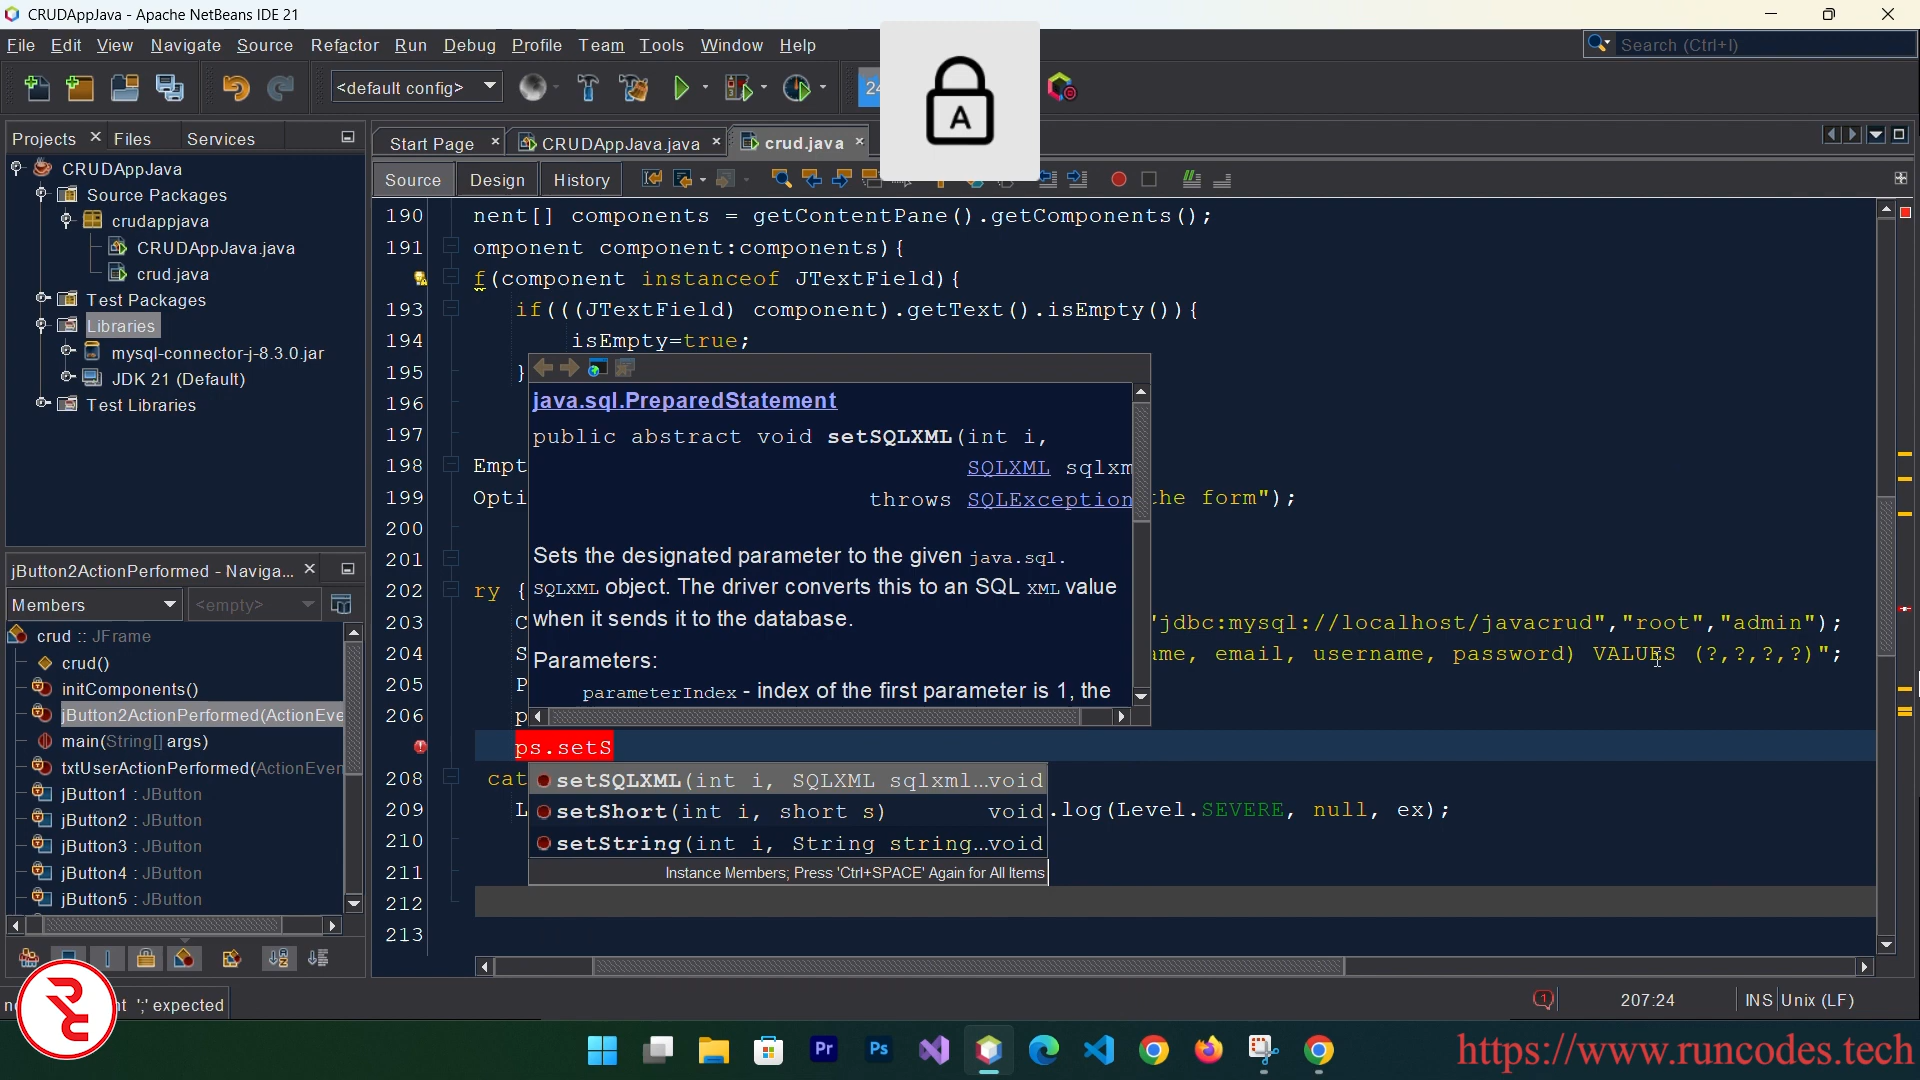 CRUDAppJava - Apache NetBeans IDE 21
File Edit View Navigate Source Refactor Run Debug Profile Team Tools Window Help
Search (Ctrl+I)
<default config>
24
A
Projects Files Services
Start Page CRUDAppJava.java crud.java
Source Design History
CRUDAppJava
Source Packages
crudappjava
CRUDAppJava.java
crud.java
Test Packages
Libraries
mysql-connector-j-8.3.0.jar
JDK 21 (Default)
Test Libraries
190 nent[] components = getContentPane().getComponents();
191 omponent component:components){
f(component instanceof JTextField){
193 if(((JTextField) component).getText().isEmpty()){
194 isEmpty=true;
195 }
196
197
198 Empt
199 Opti he form");
200
201
202 ry {
203 C "jdbc:mysql://localhost/javacrud","root","admin");
204 S me, email, username, password) VALUES (?,?,?,?)";
205 P
206 p
ps.setS
208 cat
209 L .log(Level.SEVERE, null, ex);
210
211
212
213
java.sql.PreparedStatement
public abstract void setSQLXML(int i,
SQLXML sqlxm
throws SQLException
Sets the designated parameter to the given java.sql.
SQLXML object. The driver converts this to an SQL XML value
when it sends it to the database.
Parameters:
parameterIndex - index of the first parameter is 1, the
setSQLXML(int i, SQLXML sqlxml...void
setShort(int i, short s) void
setString(int i, String string...void
Instance Members; Press 'Ctrl+SPACE' Again for All Items
jButton2ActionPerformed - Naviga...
Members <empty>
crud :: JFrame
crud()
initComponents()
jButton2ActionPerformed(ActionEve
main(String[] args)
txtUserActionPerformed(ActionEven
jButton1 : JButton
jButton2 : JButton
jButton3 : JButton
jButton4 : JButton
jButton5 : JButton
';' expected
1
207:24
INS Unix (LF)
Pr Ps
https://www.runcodes.tech